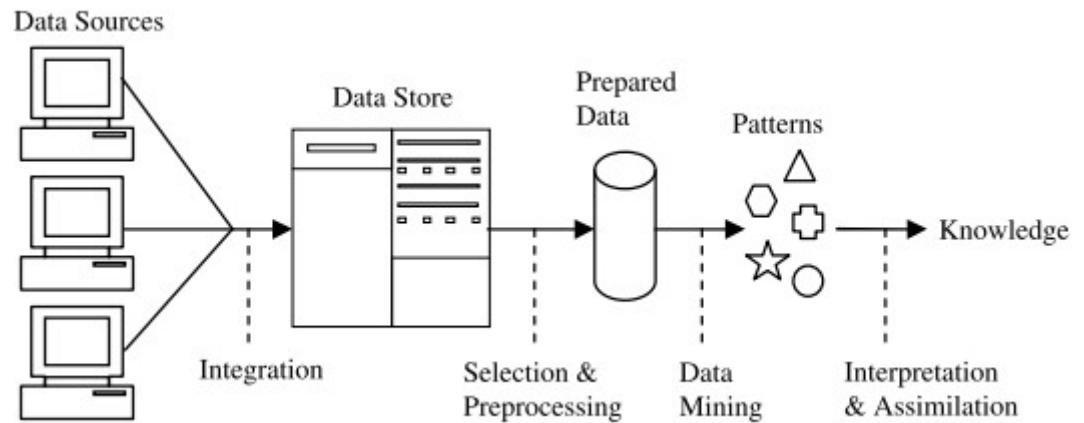 Data Sources
Data Store
Prepared
Data
Patterns
Knowledge
Integration
Selection &
Preprocessing
Data
Mining
Interpretation
& Assimilation